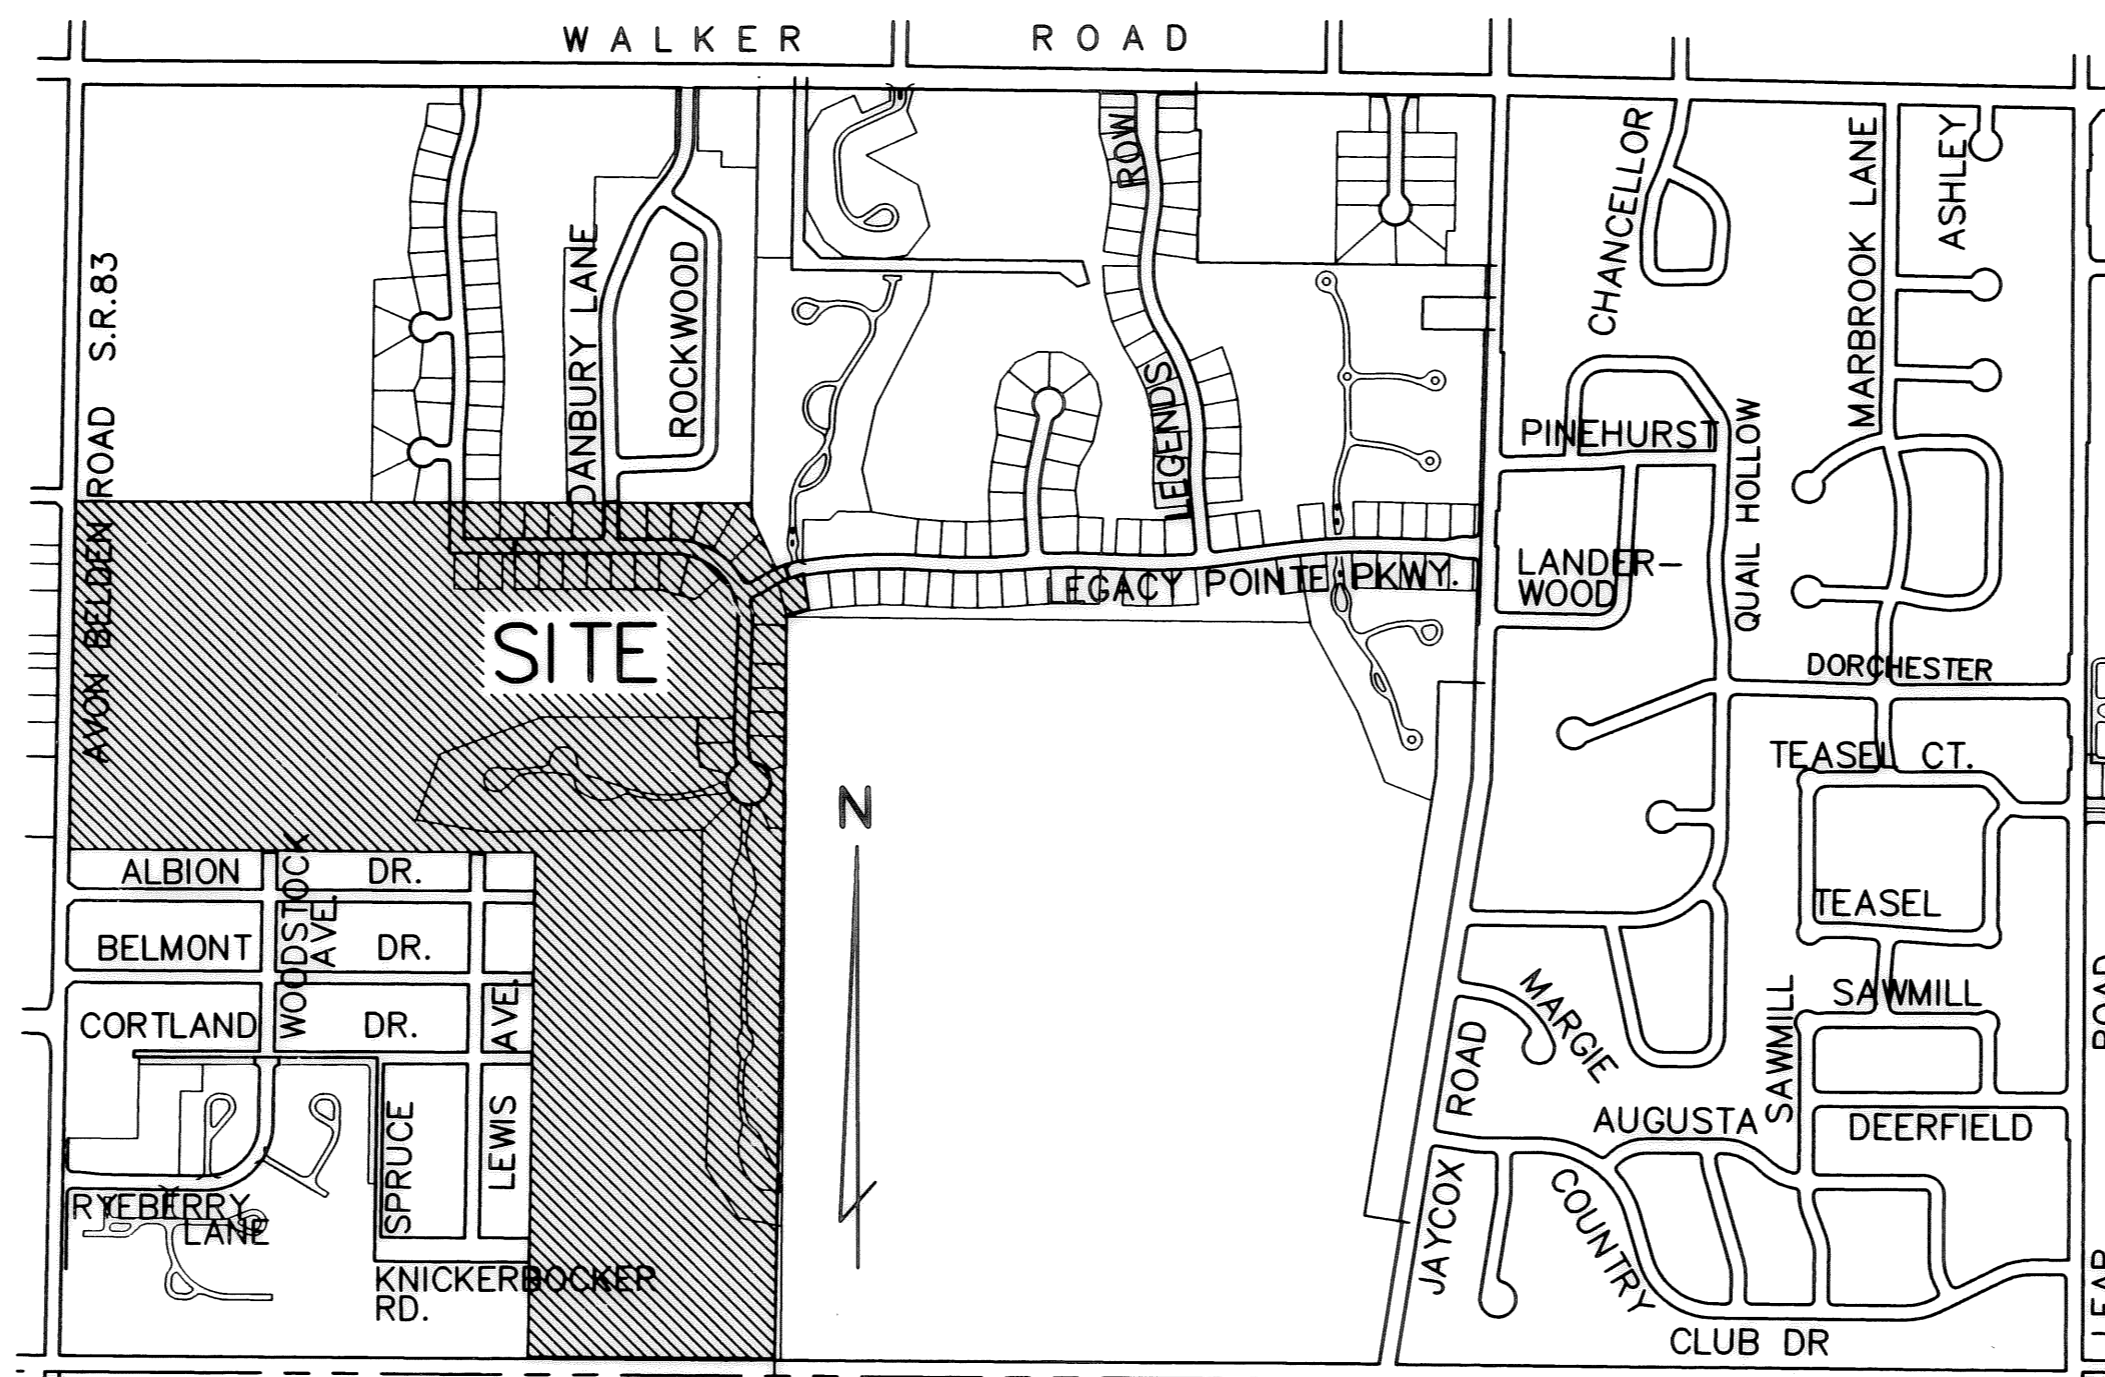 WALKER ROAD
AVON BELDEN ROAD S.R.83
DANBURY LANE
ROCKWOOD
LEGENDS ROW
CHANCELLOR
MARBROOK LANE
ASHLEY
PINEHURST
QUAIL HOLLOW
LANDER-
WOOD
LEGACY POINTE PKWY.
SITE
DORCHESTER
TEASEL CT.
N
ALBION DR.
WOODSTOCK
AVE.
BELMONT DR.
CORTLAND DR.
LEWIS AVE.
SPRUCE
TEASEL
SAWMILL
SAWMILL
MARGIE
JAYCOX ROAD
AUGUSTA
DEERFIELD
RYEBERRY
LANE
KNICKERBOCKER
RD.
COUNTRY
CLUB DR
LEAR ROAD